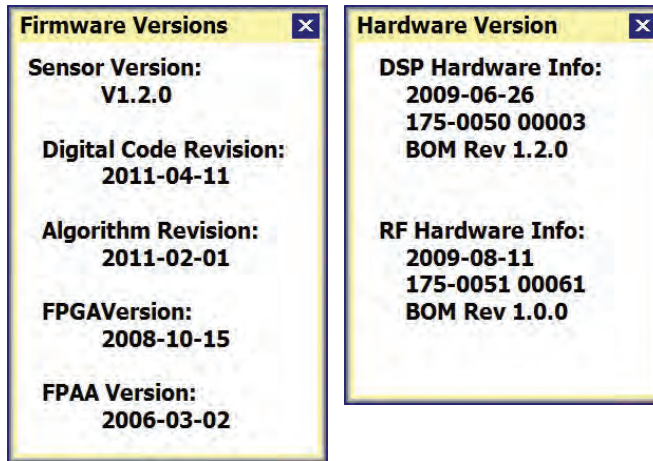 Firmware Versions
Sensor Version:
V1.2.0
Digital Code Revision:
2011-04-11
Algorithm Revision:
2011-02-01
FPGAVersion:
2008-10-15
FPAA Version:
2006-03-02
Hardware Version
DSP Hardware Info:
2009-06-26
175-0050 00003
BOM Rev 1.2.0
RF Hardware Info:
2009-08-11
175-0051 00061
BOM Rev 1.0.0